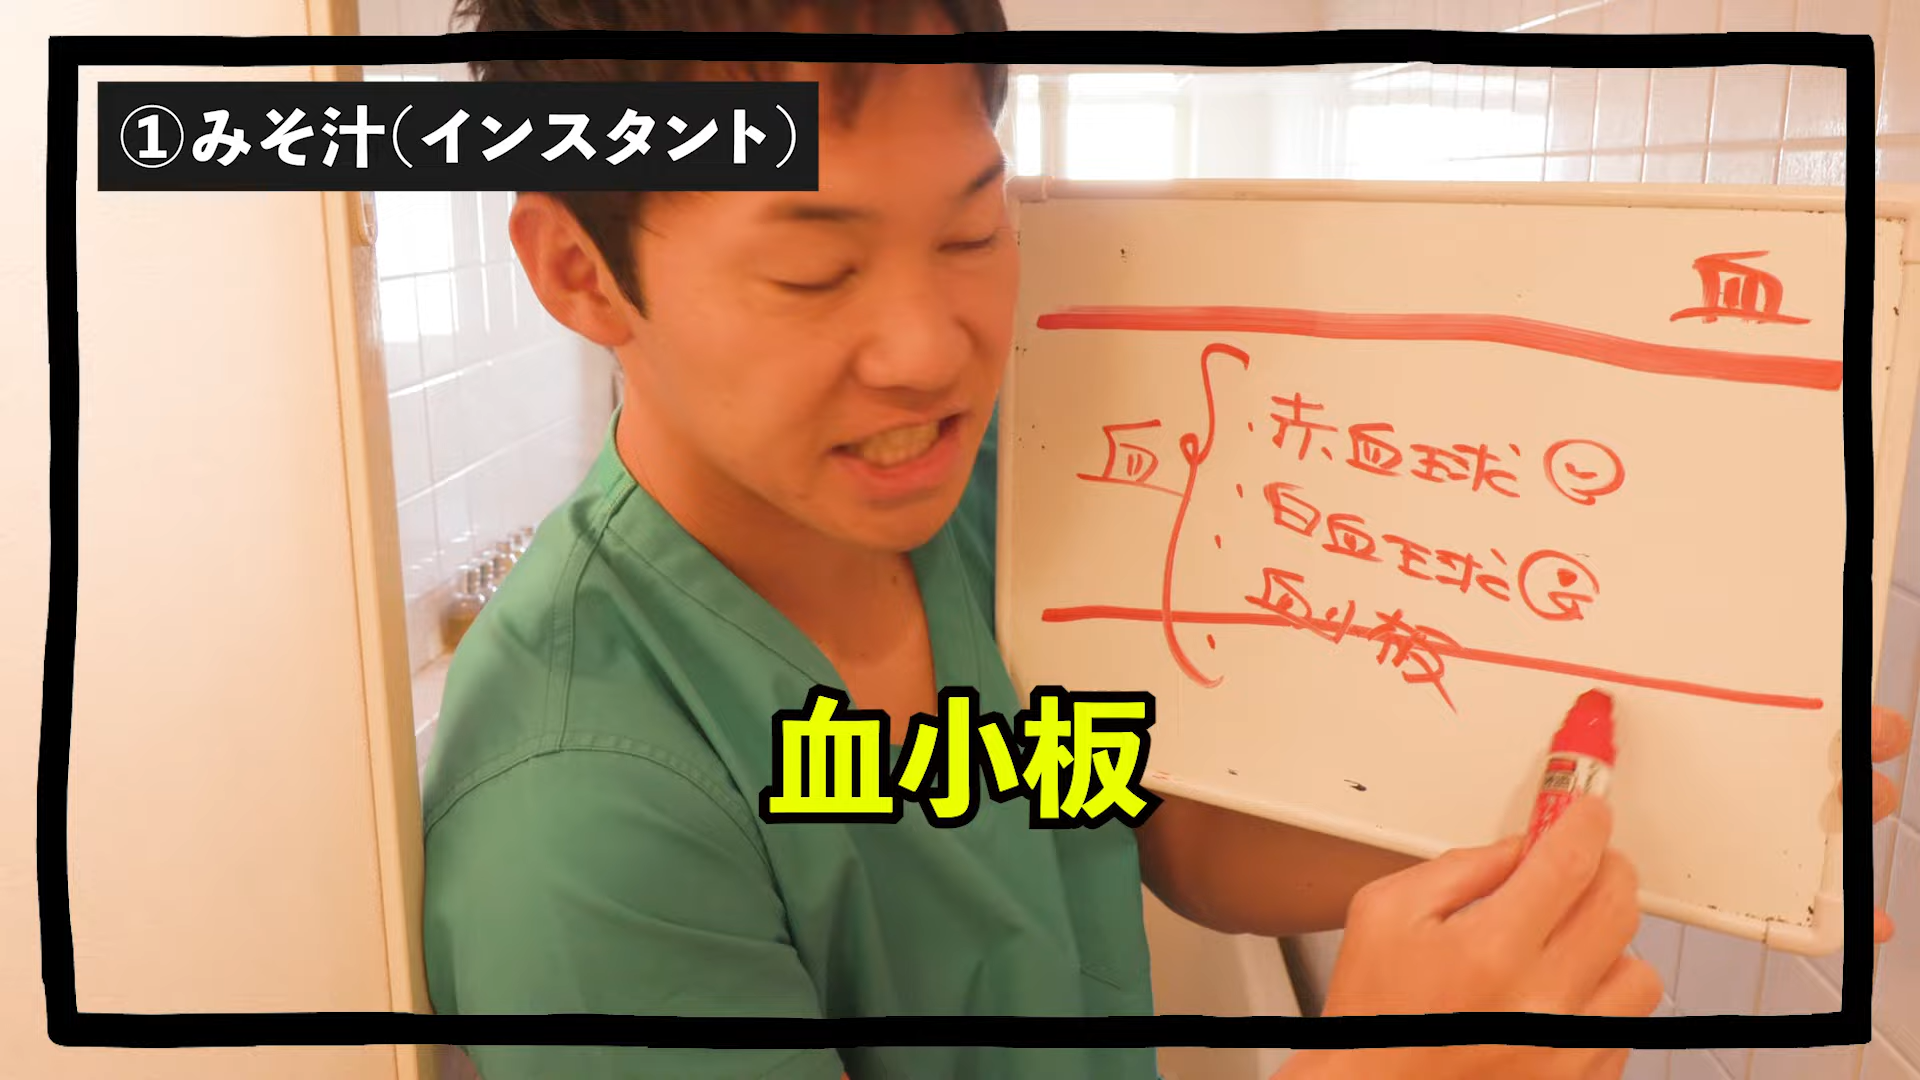 ①みそ汁(インスタント)
血
血
・赤血球
・白血球
・血小板
血小板